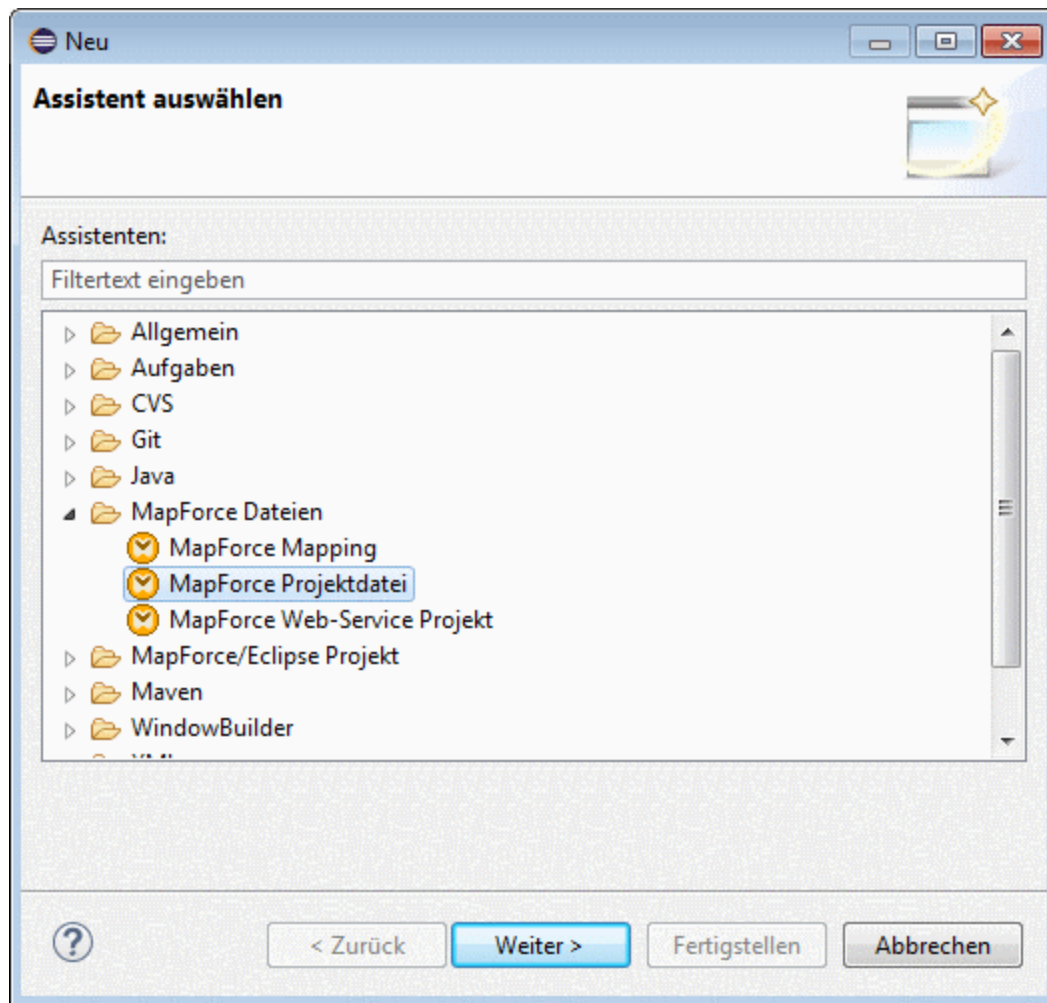 Neu
Assistent auswählen
Assistenten:
Filtertext eingeben
Allgemein
Aufgaben
CVS
Git
Java
MapForce Dateien
MapForce Mapping
MapForce Projektdatei
MapForce Web-Service Projekt
MapForce/Eclipse Projekt
Maven
WindowBuilder
?
< Zurück
Weiter >
Fertigstellen
Abbrechen